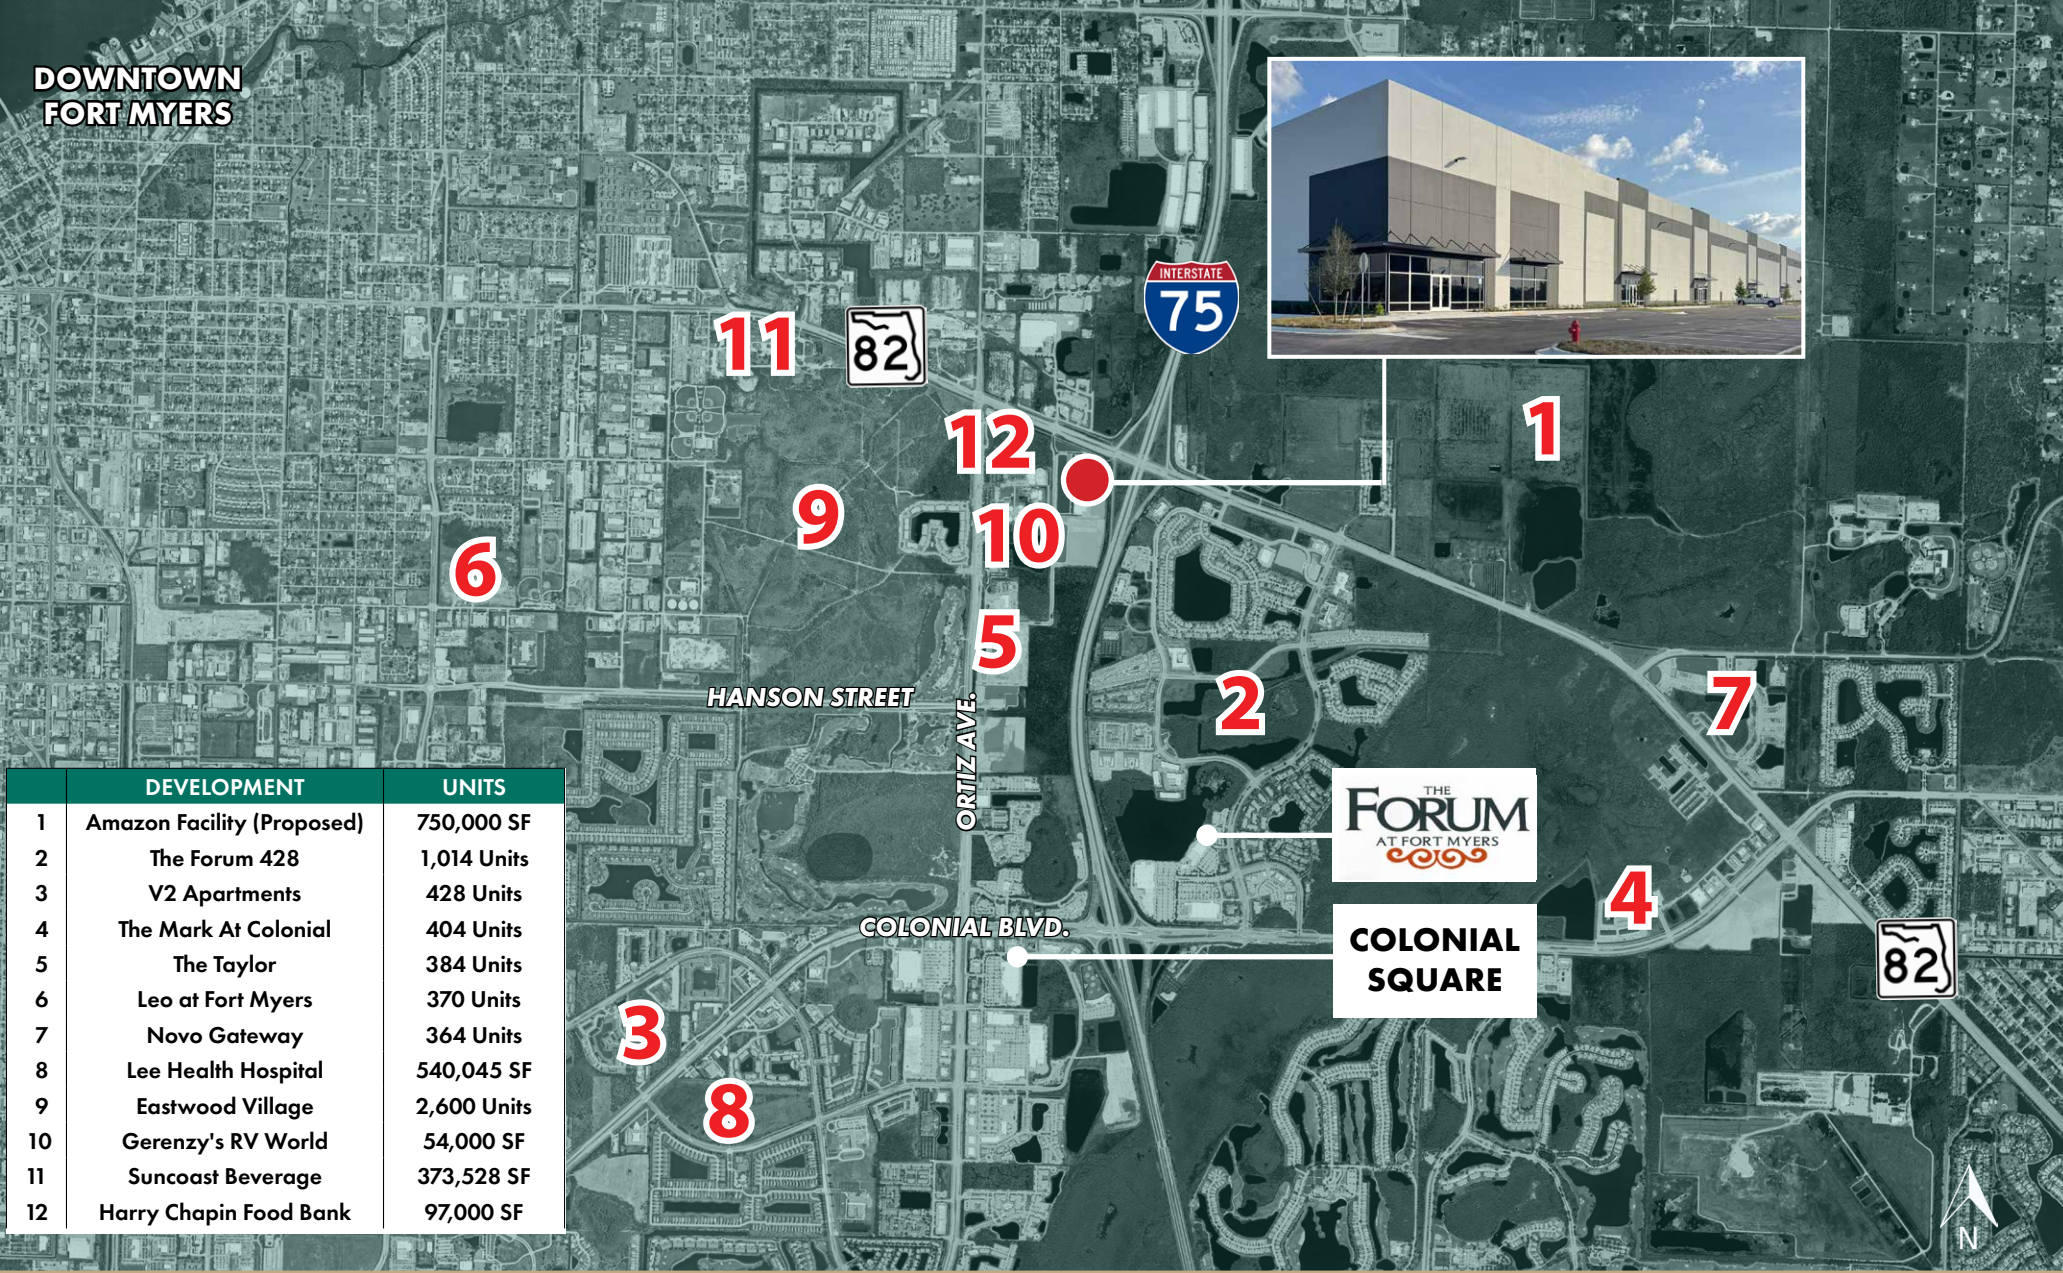 DOWNTOWN
FORT MYERS
INTERSTATE
75
11
82
12
1
9
10
6
5
HANSON STREET
ORTIZ AVE.
2
7
THE
FORUM
AT FORT MYERS
4
COLONIAL BLVD.
COLONIAL
SQUARE
82
3
8
N
DEVELOPMENT UNITS
1 Amazon Facility (Proposed) 750,000 SF
2 The Forum 428 1,014 Units
3 V2 Apartments 428 Units
4 The Mark At Colonial 404 Units
5 The Taylor 384 Units
6 Leo at Fort Myers 370 Units
7 Novo Gateway 364 Units
8 Lee Health Hospital 540,045 SF
9 Eastwood Village 2,600 Units
10 Gerenzy's RV World 54,000 SF
11 Suncoast Beverage 373,528 SF
12 Harry Chapin Food Bank 97,000 SF